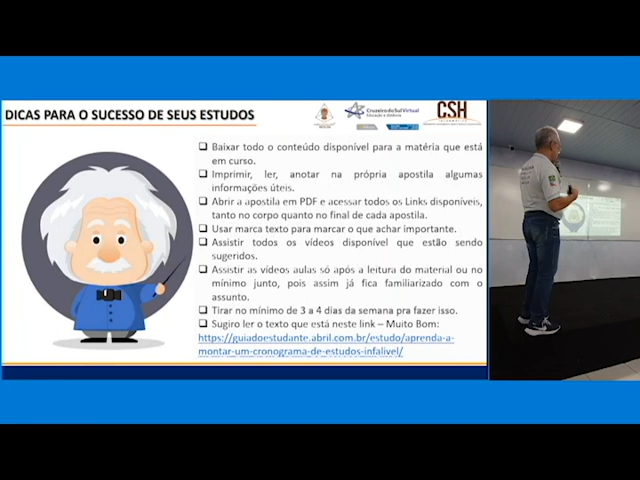 DICAS PARA O SUCESSO DE SEUS ESTUDOS
Cruzeiro do Sul Virtual
Educação a distância
CSH
❑ Baixar todo o conteúdo disponível para a matéria que está
em curso.
❑ Imprimir, ler, anotar na própria apostila algumas
informações úteis.
❑ Abrir a apostila em PDF e acessar todos os Links disponíveis,
tanto no corpo quanto no final de cada apostila.
❑ Usar marca texto para marcar o que achar importante.
❑ Assistir todos os vídeos disponível que estão sendo
sugeridos.
❑ Assistir as vídeos aulas só após a leitura do material ou no
mínimo junto, pois assim já fica familiarizado com o
assunto.
❑ Tirar no mínimo de 3 a 4 dias da semana pra fazer isso.
❑ Sugiro ler o texto que está neste link – Muito Bom:
https://guiadoestudante.abril.com.br/estudo/aprenda-a-
montar-um-cronograma-de-estudos-infalivel/